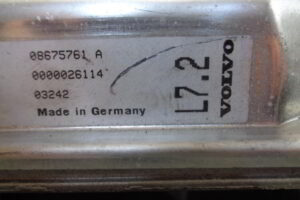 08675761 A
0000026114
03242
Made in Germany
L7.2
VOLVO